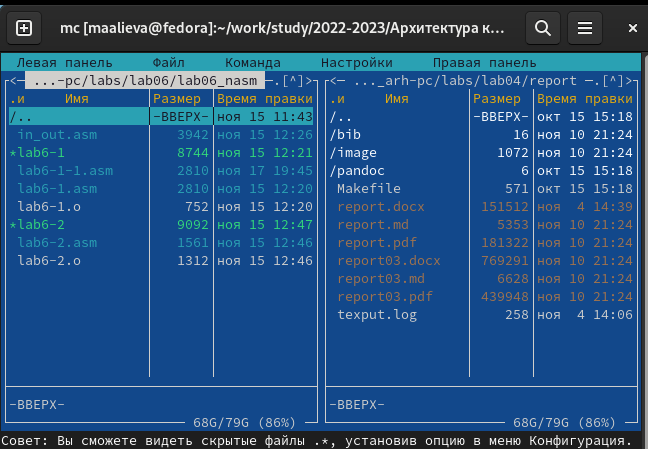 mc [maalieva@fedora]:~/work/study/2022-2023/Архитектура к...
Левая панель Файл Команда Настройки Правая панель
<— ...-pc/labs/lab06/lab06_nasm —.[^]> <— ..._arh-pc/labs/lab04/report —.[^]>
.и Имя Размер Время правки .и Имя Размер Время правки
/.. -ВВЕРХ- ноя 15 11:43 /.. -ВВЕРХ- окт 15 15:18
in_out.asm 3942 ноя 15 12:26 /bib 16 ноя 10 21:24
*lab6-1 8744 ноя 15 12:21 /image 1072 ноя 10 21:24
lab6-1-1.asm 2810 ноя 17 19:45 /pandoc 6 окт 15 15:18
lab6-1.asm 2810 ноя 15 12:20 Makefile 571 окт 15 15:18
lab6-1.o 752 ноя 15 12:20 report.docx 151512 ноя 4 14:39
*lab6-2 9092 ноя 15 12:47 report.md 5353 ноя 10 21:24
lab6-2.asm 1561 ноя 15 12:46 report.pdf 181322 ноя 10 21:24
lab6-2.o 1312 ноя 15 12:46 report03.docx 769291 ноя 10 21:24
report03.md 6628 ноя 10 21:24
report03.pdf 439948 ноя 10 21:24
texput.log 258 ноя 4 14:06
-ВВЕРХ- -ВВЕРХ-
68G/79G (86%) 68G/79G (86%)
Совет: Вы сможете видеть скрытые файлы .*, установив опцию в меню Конфигурация.